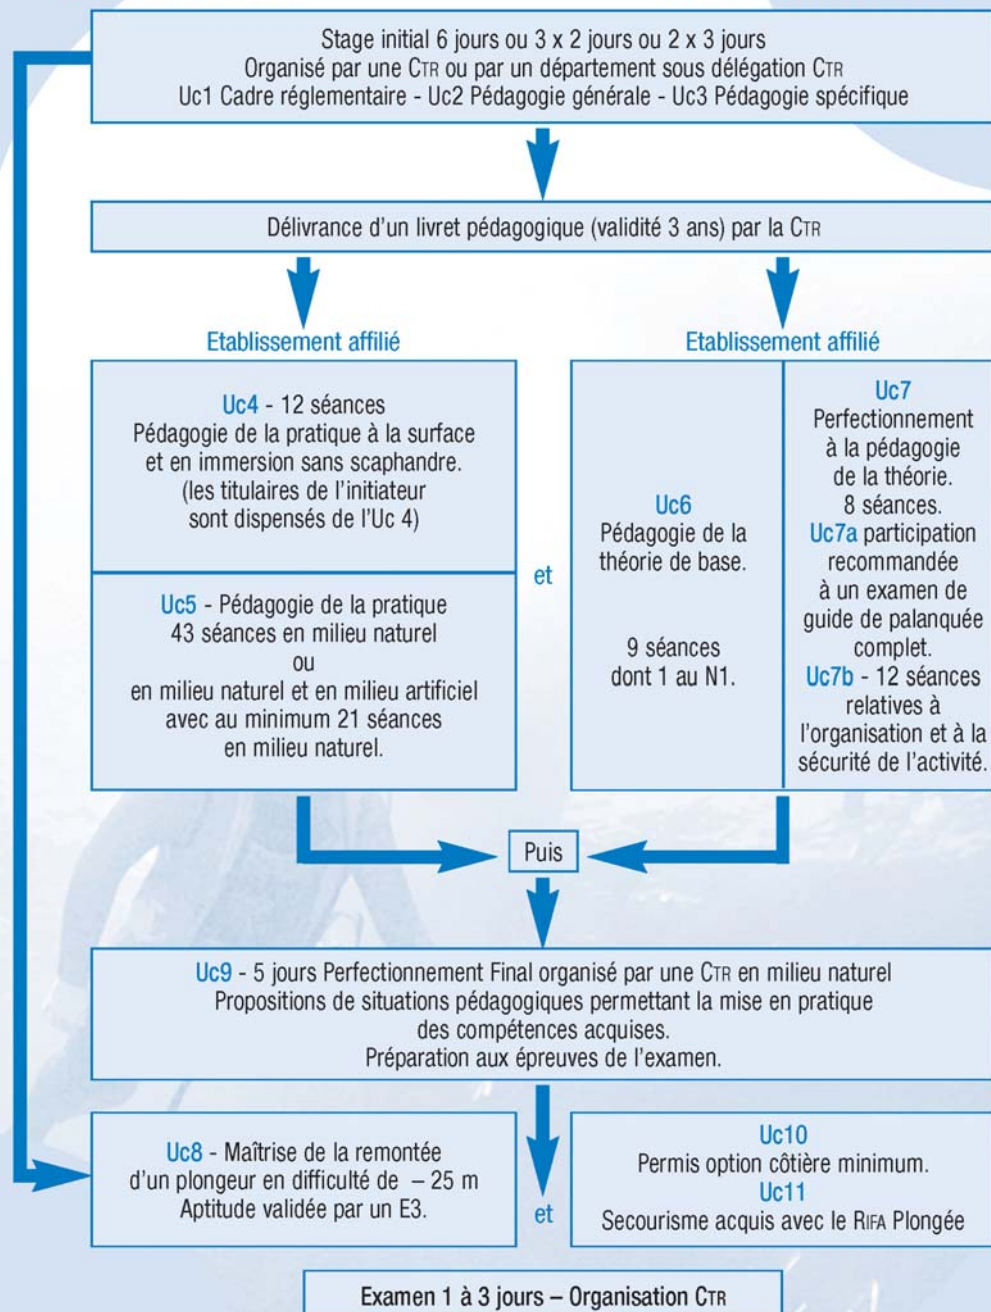 Stage initial 6 jours ou 3 x 2 jours ou 2 x 3 jours
Organisé par une CTR ou par un département sous délégation CTR
Uc1 Cadre réglementaire - Uc2 Pédagogie générale - Uc3 Pédagogie spécifique
Délivrance d'un livret pédagogique (validité 3 ans) par la CTR
Etablissement affilié
Uc4 - 12 séances
Pédagogie de la pratique à la surface
et en immersion sans scaphandre.
(les titulaires de l'initiateur
sont dispensés de l'Uc 4)
Uc5 - Pédagogie de la pratique
43 séances en milieu naturel
ou
en milieu naturel et en milieu artificiel
avec au minimum 21 séances
en milieu naturel.
et
Etablissement affilié
Uc6
Pédagogie de la
théorie de base.
9 séances
dont 1 au N1.
Uc7
Perfectionnement
à la pédagogie
de la théorie.
8 séances.
Uc7a participation
recommandée
à un examen de
guide de palanquée
complet.
Uc7b - 12 séances
relatives à
l'organisation et à la
sécurité de l'activité.
Puis
Uc9 - 5 jours Perfectionnement Final organisé par une CTR en milieu naturel
Propositions de situations pédagogiques permettant la mise en pratique
des compétences acquises.
Préparation aux épreuves de l'examen.
Uc8 - Maîtrise de la remontée
d'un plongeur en difficulté de – 25 m
Aptitude validée par un E3.
et
Uc10
Permis option côtière minimum.
Uc11
Secourisme acquis avec le RIFA Plongée
Examen 1 à 3 jours – Organisation CTR